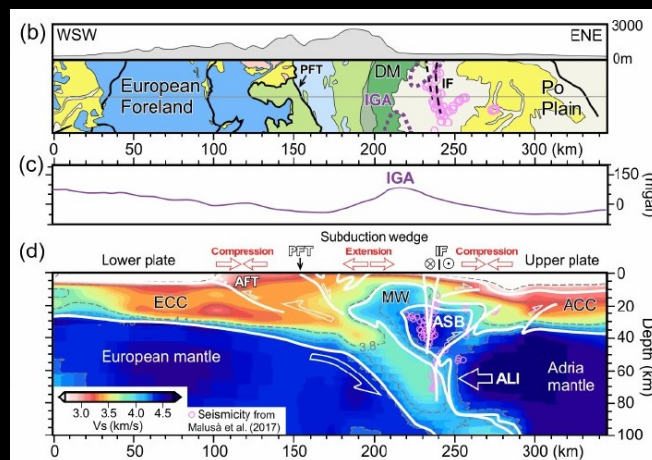 (b) WSW ENE 3000
0m
European Foreland PFT DM IGA IF Po Plain
0 50 100 150 200 250 300 (km)
(c) IGA 150
0
(mgal)
Subduction wedge
Lower plate Compression PFT Extension IF Compression Upper plate
(d) AFT 0
ECC MW ACC 20
ASB
3.8 40
European mantle Adria mantle 60
ALI
3.0 3.5 4.0 4.5 Seismicity from 80
Vs (km/s) Malusà et al. (2017)
100
Depth (km)
0 50 100 150 200 250 300 (km)